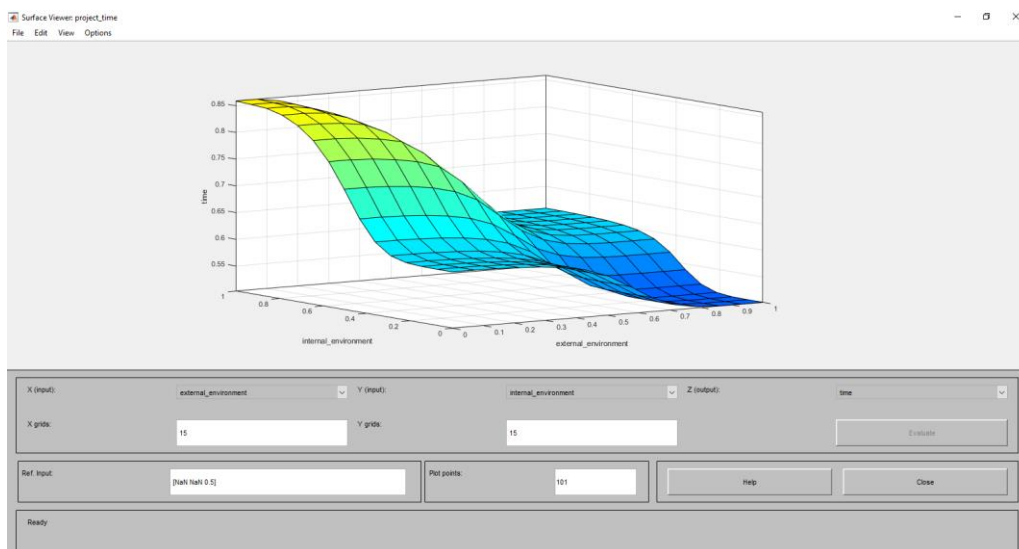 Surface Viewer: project_time
File Edit View Options
0.85
0.8
0.75
0.7
0.65
0.6
0.55
time
1
0.8
0.6
0.4
0.2
0
internal_environment
0
0.1
0.2
0.3
0.4
0.5
0.6
0.7
0.8
0.9
1
external_environment
X (input): external_environment Y (input): internal_environment Z (output): time
X grids: 15 Y grids: 15 Evaluate
Ref. Input: [NaN NaN 0.5] Plot points: 101 Help Close
Ready